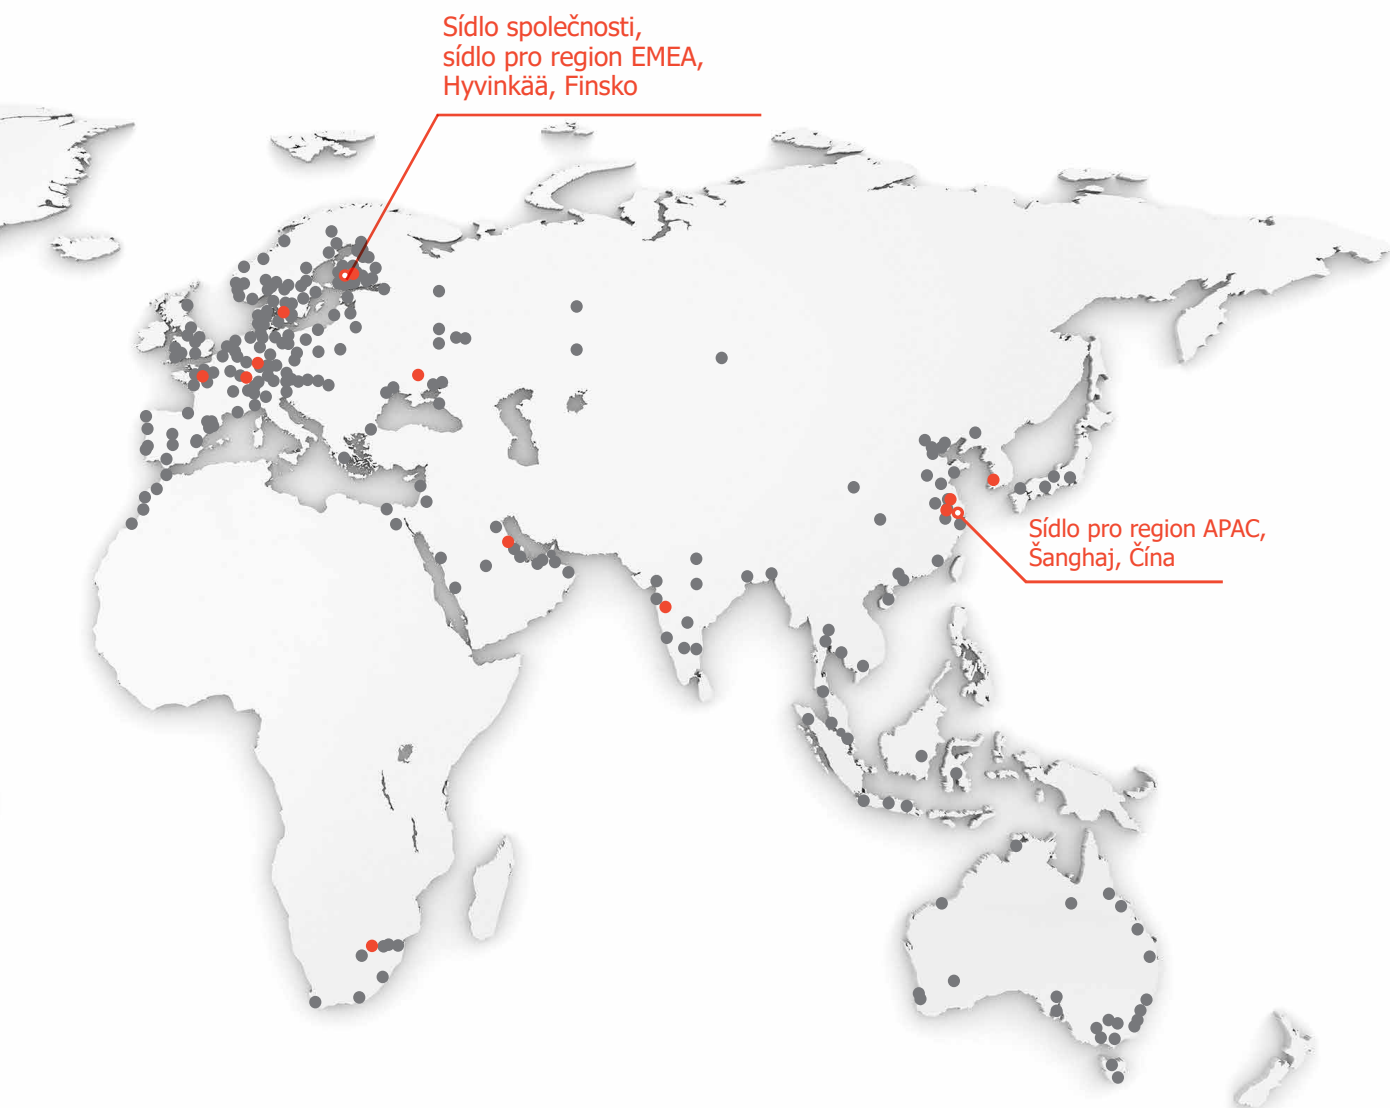 Sídlo společnosti,
sídlo pro region EMEA,
Hyvinkää, Finsko
Sídlo pro region APAC,
Šanghaj, Čína